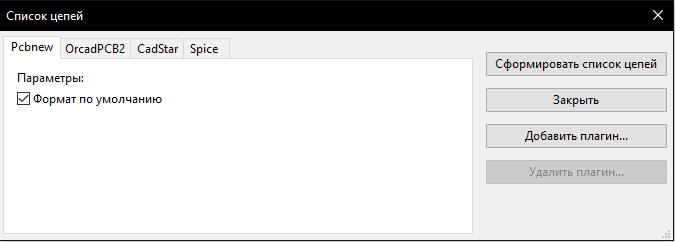 Список цепей
Pcbnew OrcadPCB2 CadStar Spice
Параметры:
Формат по умолчанию
Сформировать список цепей
Закрыть
Добавить плагин...
Удалить плагин...